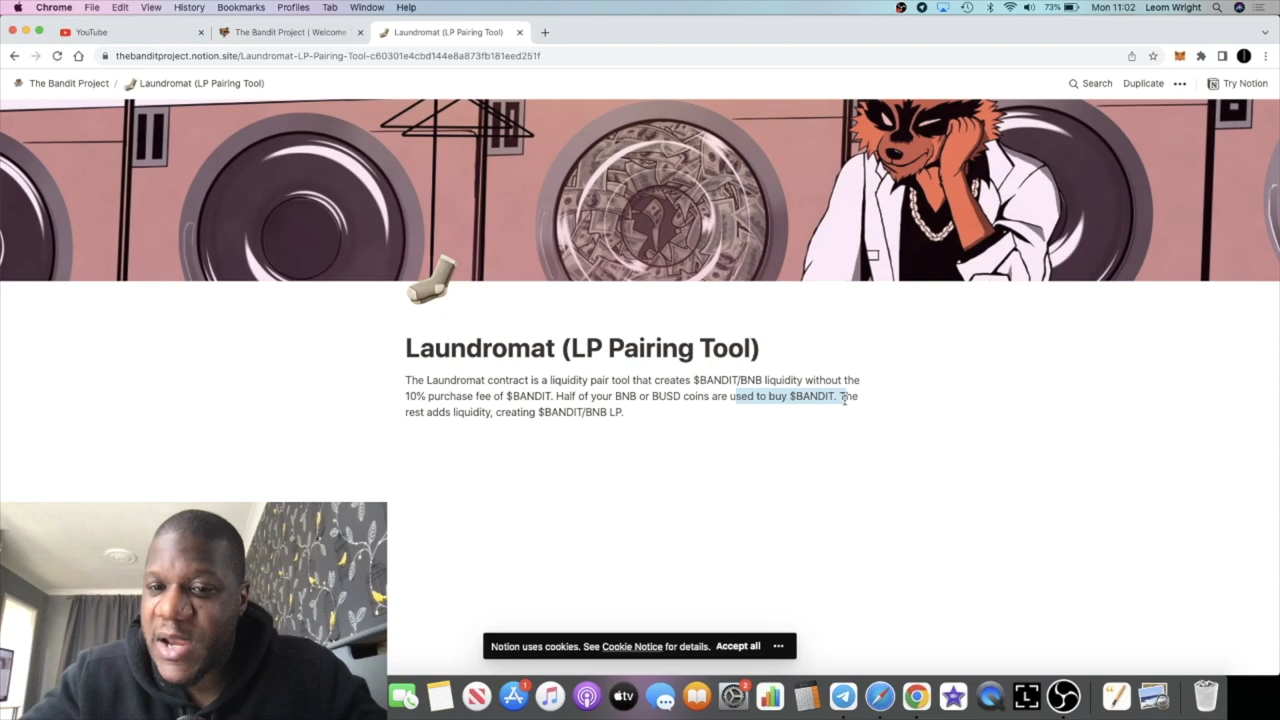 Chrome File Edit View History Bookmarks Profiles Tab Window Help 73% Mon 11:02 Leom Wright
YouTube The Bandit Project | Welcome Laundromat (LP Pairing Tool)
thebanditproject.notion.site/Laundromat-LP-Pairing-Tool-c60301e4cbd144e8a873fb181eed251f
The Bandit Project / Laundromat (LP Pairing Tool) Search Duplicate Try Notion
Laundromat (LP Pairing Tool)
The Laundromat contract is a liquidity pair tool that creates $BANDIT/BNB liquidity without the
10% purchase fee of $BANDIT. Half of your BNB or BUSD coins are used to buy $BANDIT. The
rest adds liquidity, creating $BANDIT/BNB LP.
Notion uses cookies. See Cookie Notice for details. Accept all
1
tv
2
L